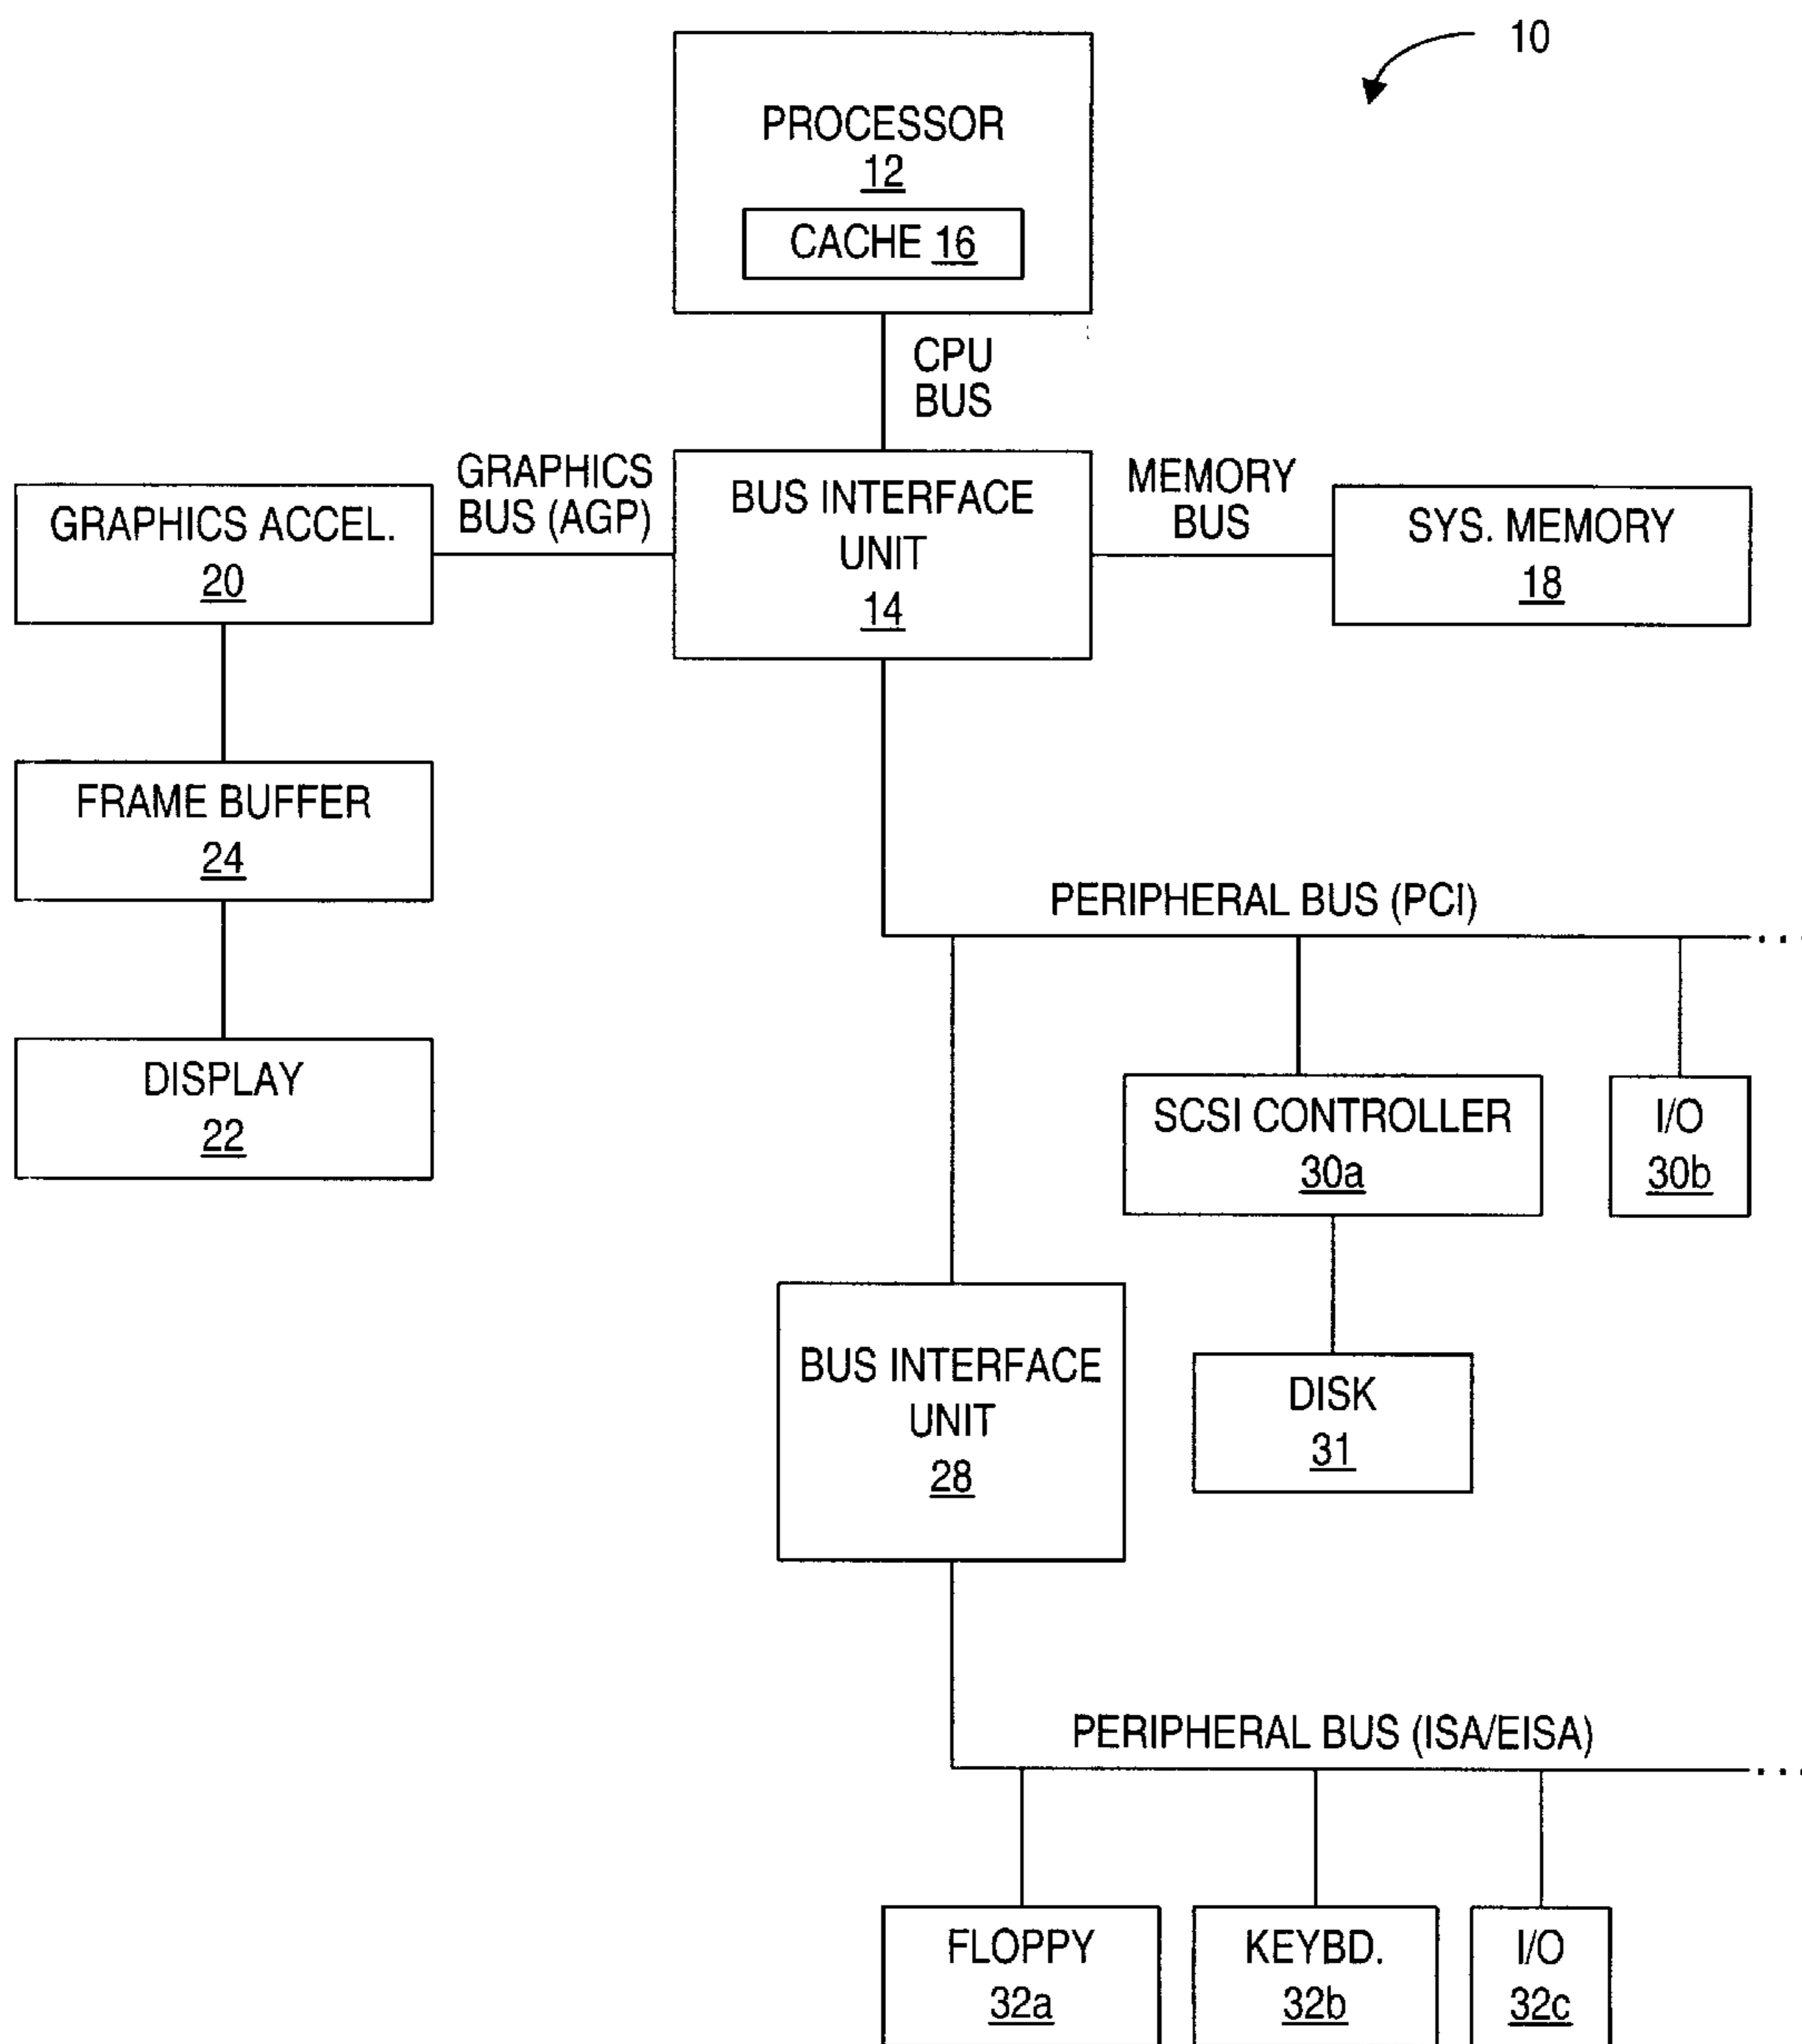 10
PROCESSOR
12
CACHE 16
CPU
BUS
GRAPHICS
BUS (AGP)
MEMORY
BUS
GRAPHICS ACCEL.
20
BUS INTERFACE
UNIT
14
SYS. MEMORY
18
FRAME BUFFER
24
PERIPHERAL BUS (PCI)
. . .
DISPLAY
22
SCSI CONTROLLER
30a
I/O
30b
BUS INTERFACE
UNIT
28
DISK
31
PERIPHERAL BUS (ISA/EISA)
. . .
FLOPPY
32a
KEYBD.
32b
I/O
32c